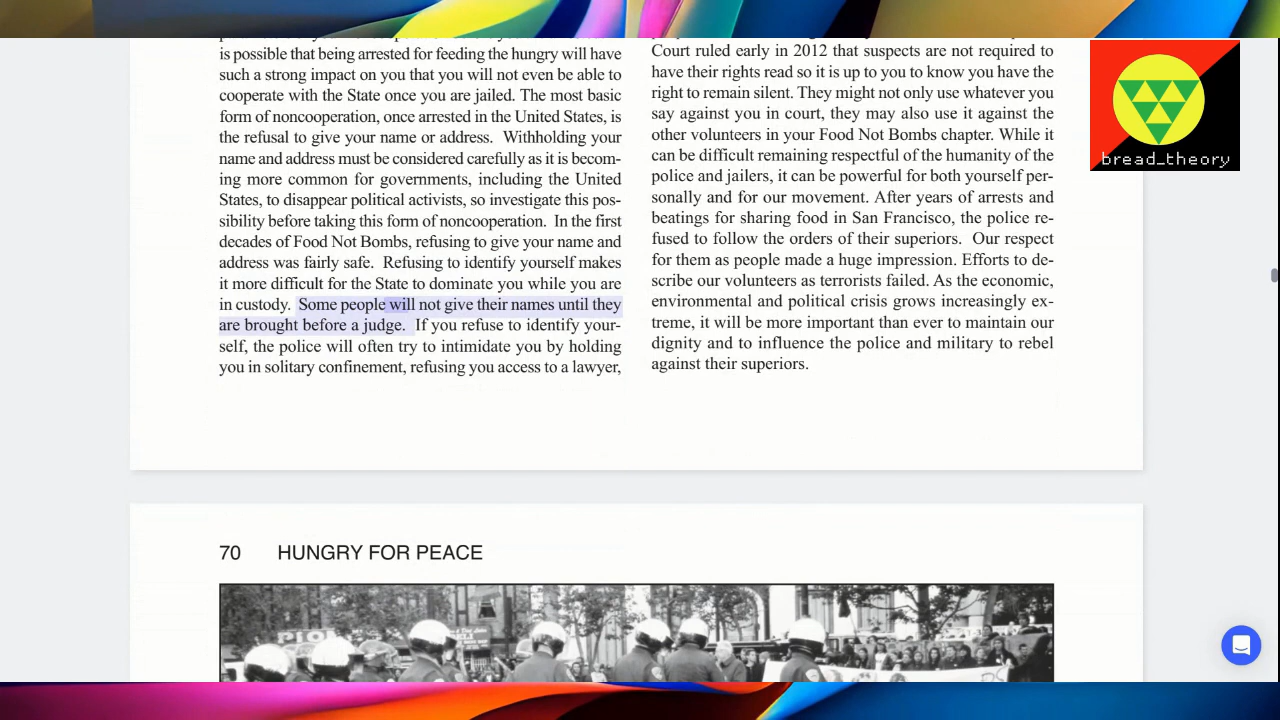 is possible that being arrested for feeding the hungry will have
such a strong impact on you that you will not even be able to
cooperate with the State once you are jailed. The most basic
form of noncooperation, once arrested in the United States, is
the refusal to give your name or address. Withholding your
name and address must be considered carefully as it is becom-
ing more common for governments, including the United
States, to disappear political activists, so investigate this pos-
sibility before taking this form of noncooperation. In the first
decades of Food Not Bombs, refusing to give your name and
address was fairly safe. Refusing to identify yourself makes
it more difficult for the State to dominate you while you are
in custody. Some people will not give their names until they
are brought before a judge. If you refuse to identify your-
self, the police will often try to intimidate you by holding
you in solitary confinement, refusing you access to a lawyer,
Court ruled early in 2012 that suspects are not required to
have their rights read so it is up to you to know you have the
right to remain silent. They might not only use whatever you
say against you in court, they may also use it against the
other volunteers in your Food Not Bombs chapter. While it
can be difficult remaining respectful of the humanity of the
police and jailers, it can be powerful for both yourself per-
sonally and for our movement. After years of arrests and
beatings for sharing food in San Francisco, the police re-
fused to follow the orders of their superiors. Our respect
for them as people made a huge impression. Efforts to de-
scribe our volunteers as terrorists failed. As the economic,
environmental and political crisis grows increasingly ex-
treme, it will be more important than ever to maintain our
dignity and to influence the police and military to rebel
against their superiors.
bread_theory
70 HUNGRY FOR PEACE